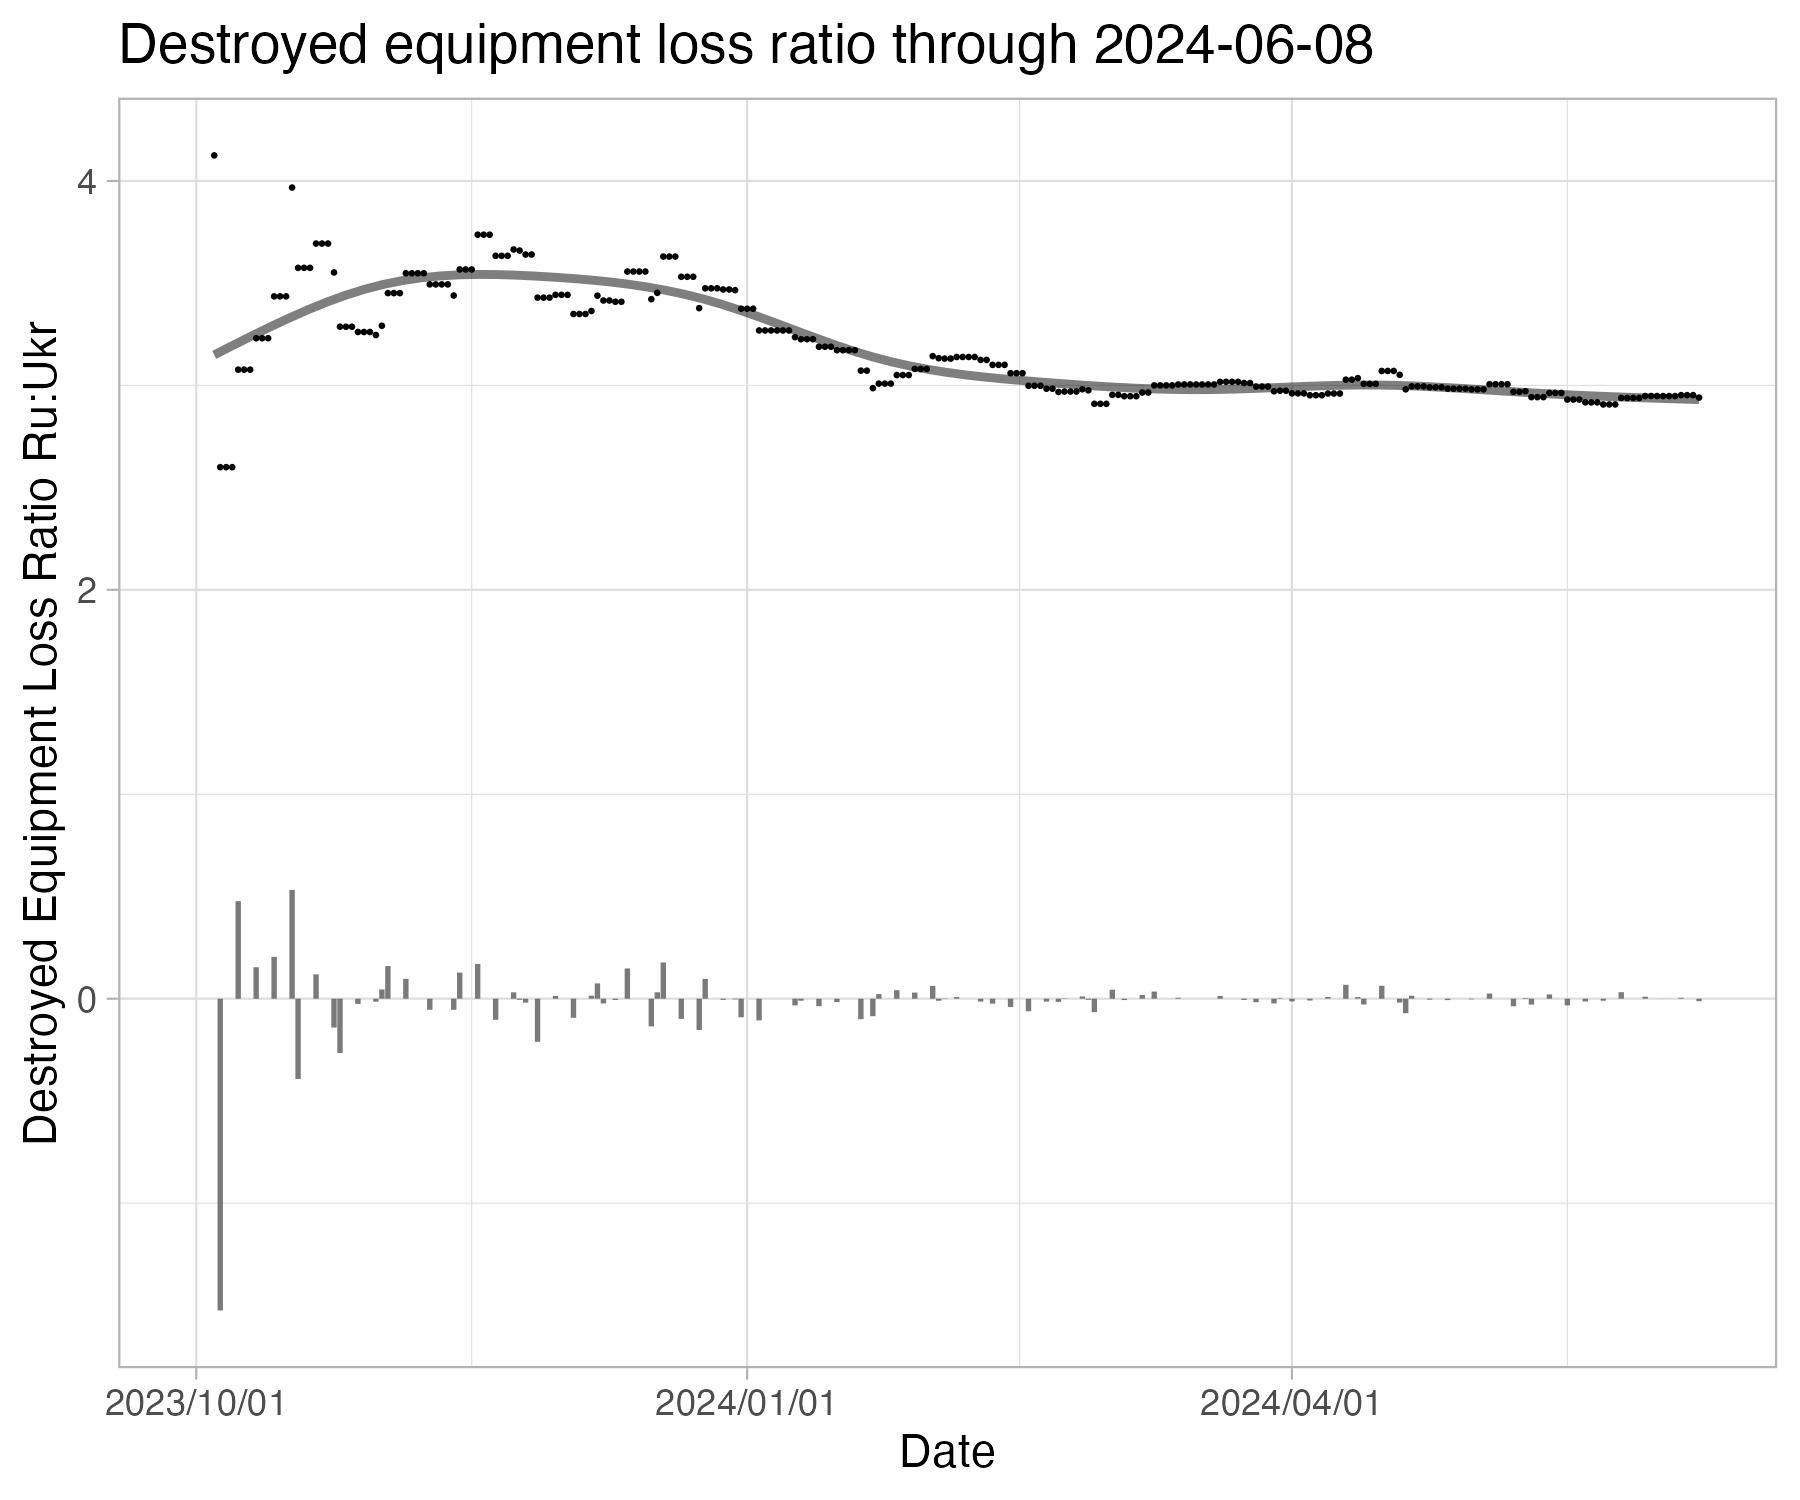 Destroyed equipment loss ratio through 2024-06-08
Destroyed Equipment Loss Ratio Ru:Ukr
4
2
0
2023/10/01
2024/01/01
2024/04/01
Date